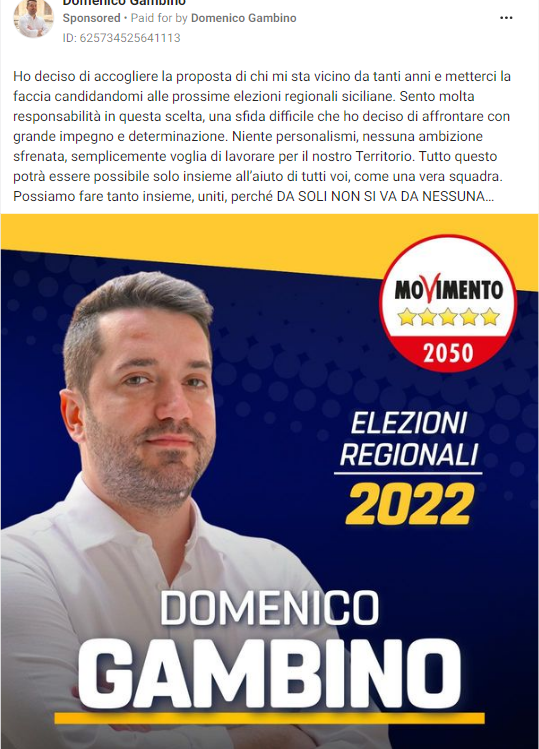 Domenico Gambino
Sponsored • Paid for by Domenico Gambino
ID: 625734525641113
Ho deciso di accogliere la proposta di chi mi sta vicino da tanti anni e metterci la
faccia candidandomi alle prossime elezioni regionali siciliane. Sento molta
responsabilità in questa scelta, una sfida difficile che ho deciso di affrontare con
grande impegno e determinazione. Niente personalismi, nessuna ambizione
sfrenata, semplicemente voglia di lavorare per il nostro Territorio. Tutto questo
potrà essere possibile solo insieme all'aiuto di tutti voi, come una vera squadra.
Possiamo fare tanto insieme, uniti, perché DA SOLI NON SI VA DA NESSUNA...
MOVIMENTO
2050
ELEZIONI
REGIONALI
2022
DOMENICO
GAMBINO